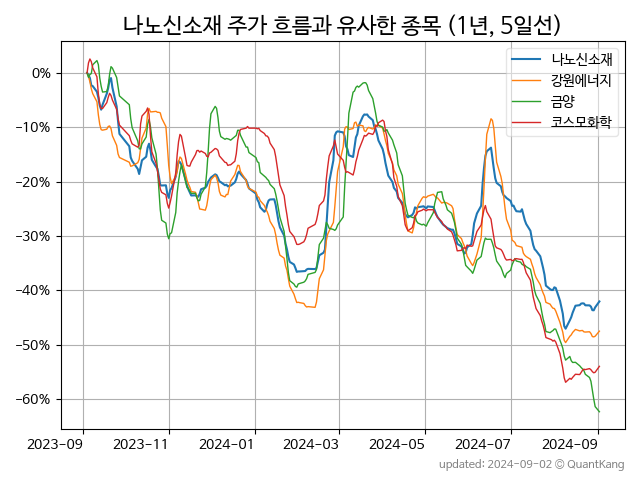 나노신소재 주가 흐름과 유사한 종목 (1년, 5일선)
나노신소재
강원에너지
금양
코스모화학
0%
−10%
−20%
−30%
−40%
−50%
−60%
2023−09
2023−11
2024−01
2024−03
2024−05
2024−07
2024−09
updated: 2024-09-02 © QuantKang